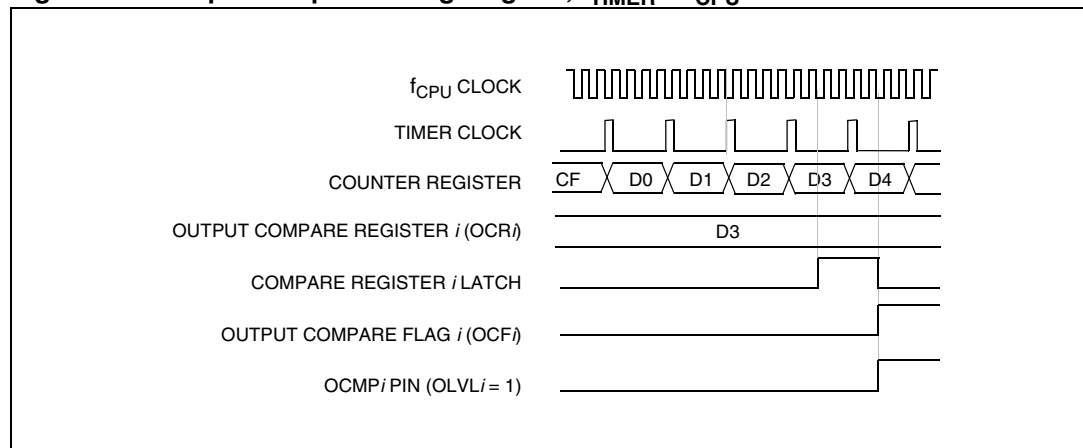 f CPU CLOCK
TIMER CLOCK
COUNTER REGISTER CF D0 D1 D2 D3 D4
OUTPUT COMPARE REGISTER i (OCRi) D3
COMPARE REGISTER i LATCH
OUTPUT COMPARE FLAG i (OCFi)
OCMPi PIN (OLVLi = 1)